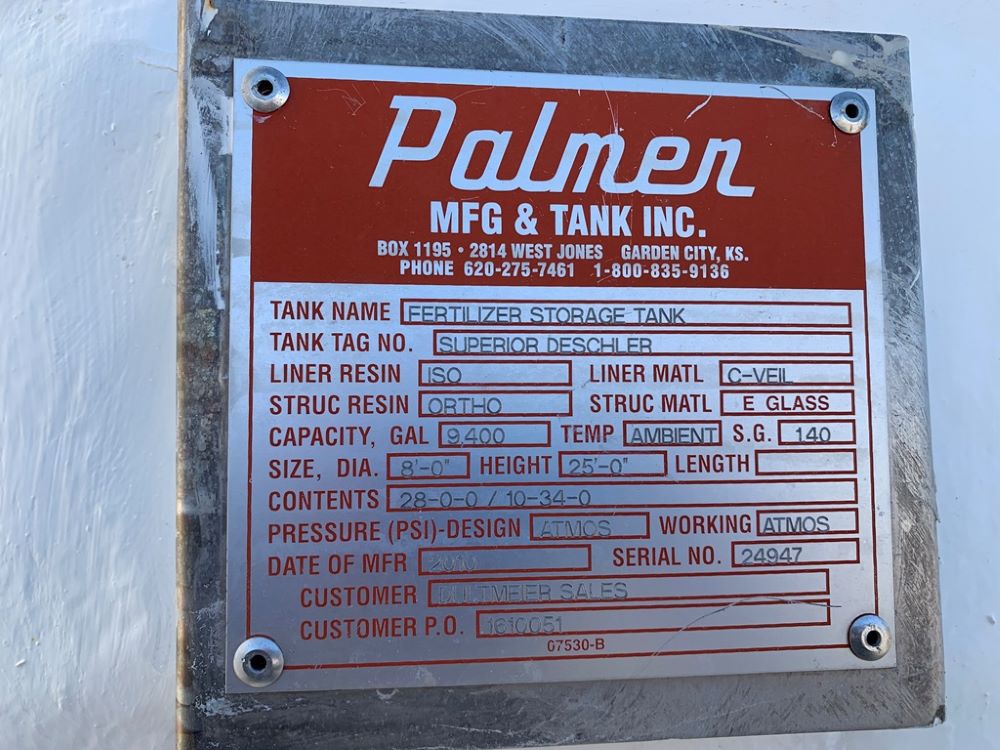 Palmer
MFG & TANK INC.
BOX 1195 • 2814 WEST JONES GARDEN CITY, KS.
PHONE 620-275-7461 1-800-835-9136
TANK NAME FERTILIZER STORAGE TANK
TANK TAG NO. SUPERIOR DESCHLER
LINER RESIN ISO LINER MATL C-VEIL
STRUC RESIN ORTHO STRUC MATL E GLASS
CAPACITY, GAL 9,400 TEMP AMBIENT S.G. 140
SIZE, DIA. 8'-0" HEIGHT 25'-0" LENGTH
CONTENTS 28-0-0 / 10-34-0
PRESSURE (PSI)-DESIGN ATMOS WORKING ATMOS
DATE OF MFR 2010 SERIAL NO. 24947
CUSTOMER DULTMEIER SALES
CUSTOMER P.O. 1610051
07530-B